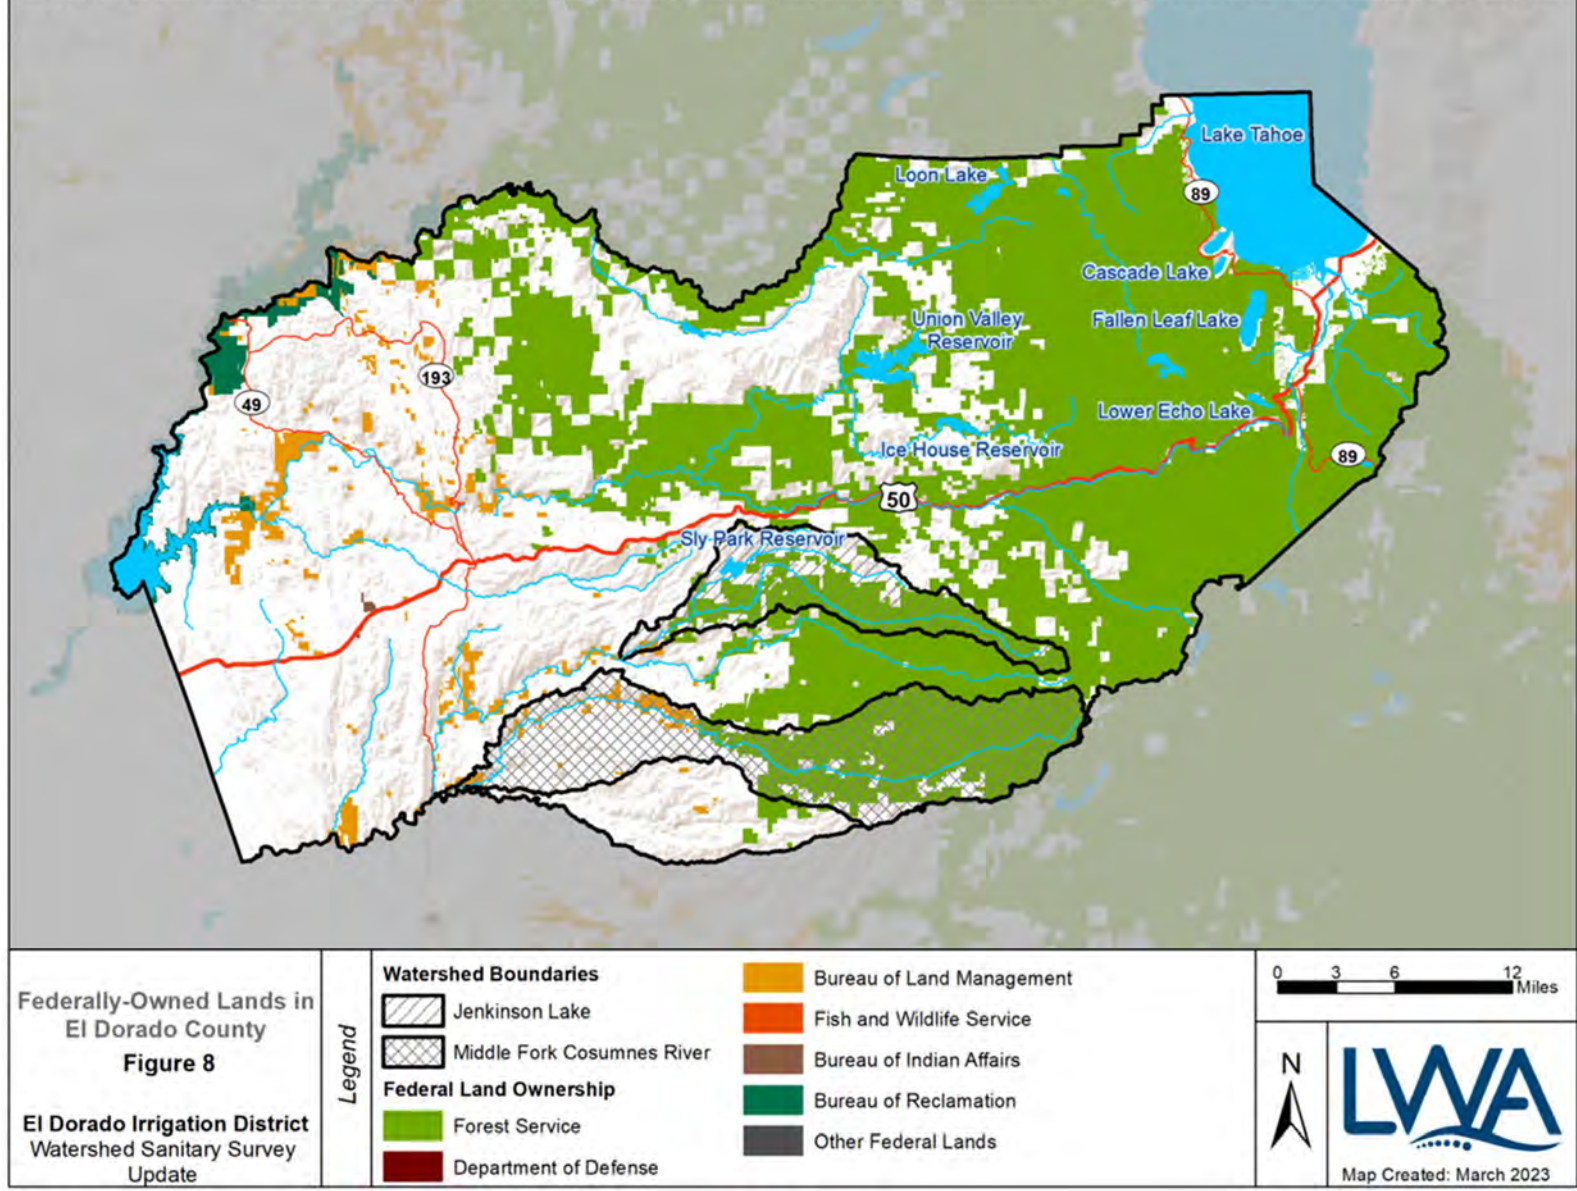 Lake Tahoe
Loon Lake
89
Cascade Lake
Union Valley
Reservoir
Fallen Leaf Lake
193
49
Lower Echo Lake
Ice House Reservoir
89
50
Sly Park Reservoir
Federally-Owned Lands in
El Dorado County
Figure 8
El Dorado Irrigation District
Watershed Sanitary Survey
Update
Legend
Watershed Boundaries
Jenkinson Lake
Middle Fork Cosumnes River
Federal Land Ownership
Forest Service
Department of Defense
Bureau of Land Management
Fish and Wildlife Service
Bureau of Indian Affairs
Bureau of Reclamation
Other Federal Lands
0 3 6 12
Miles
N
LWA
Map Created: March 2023